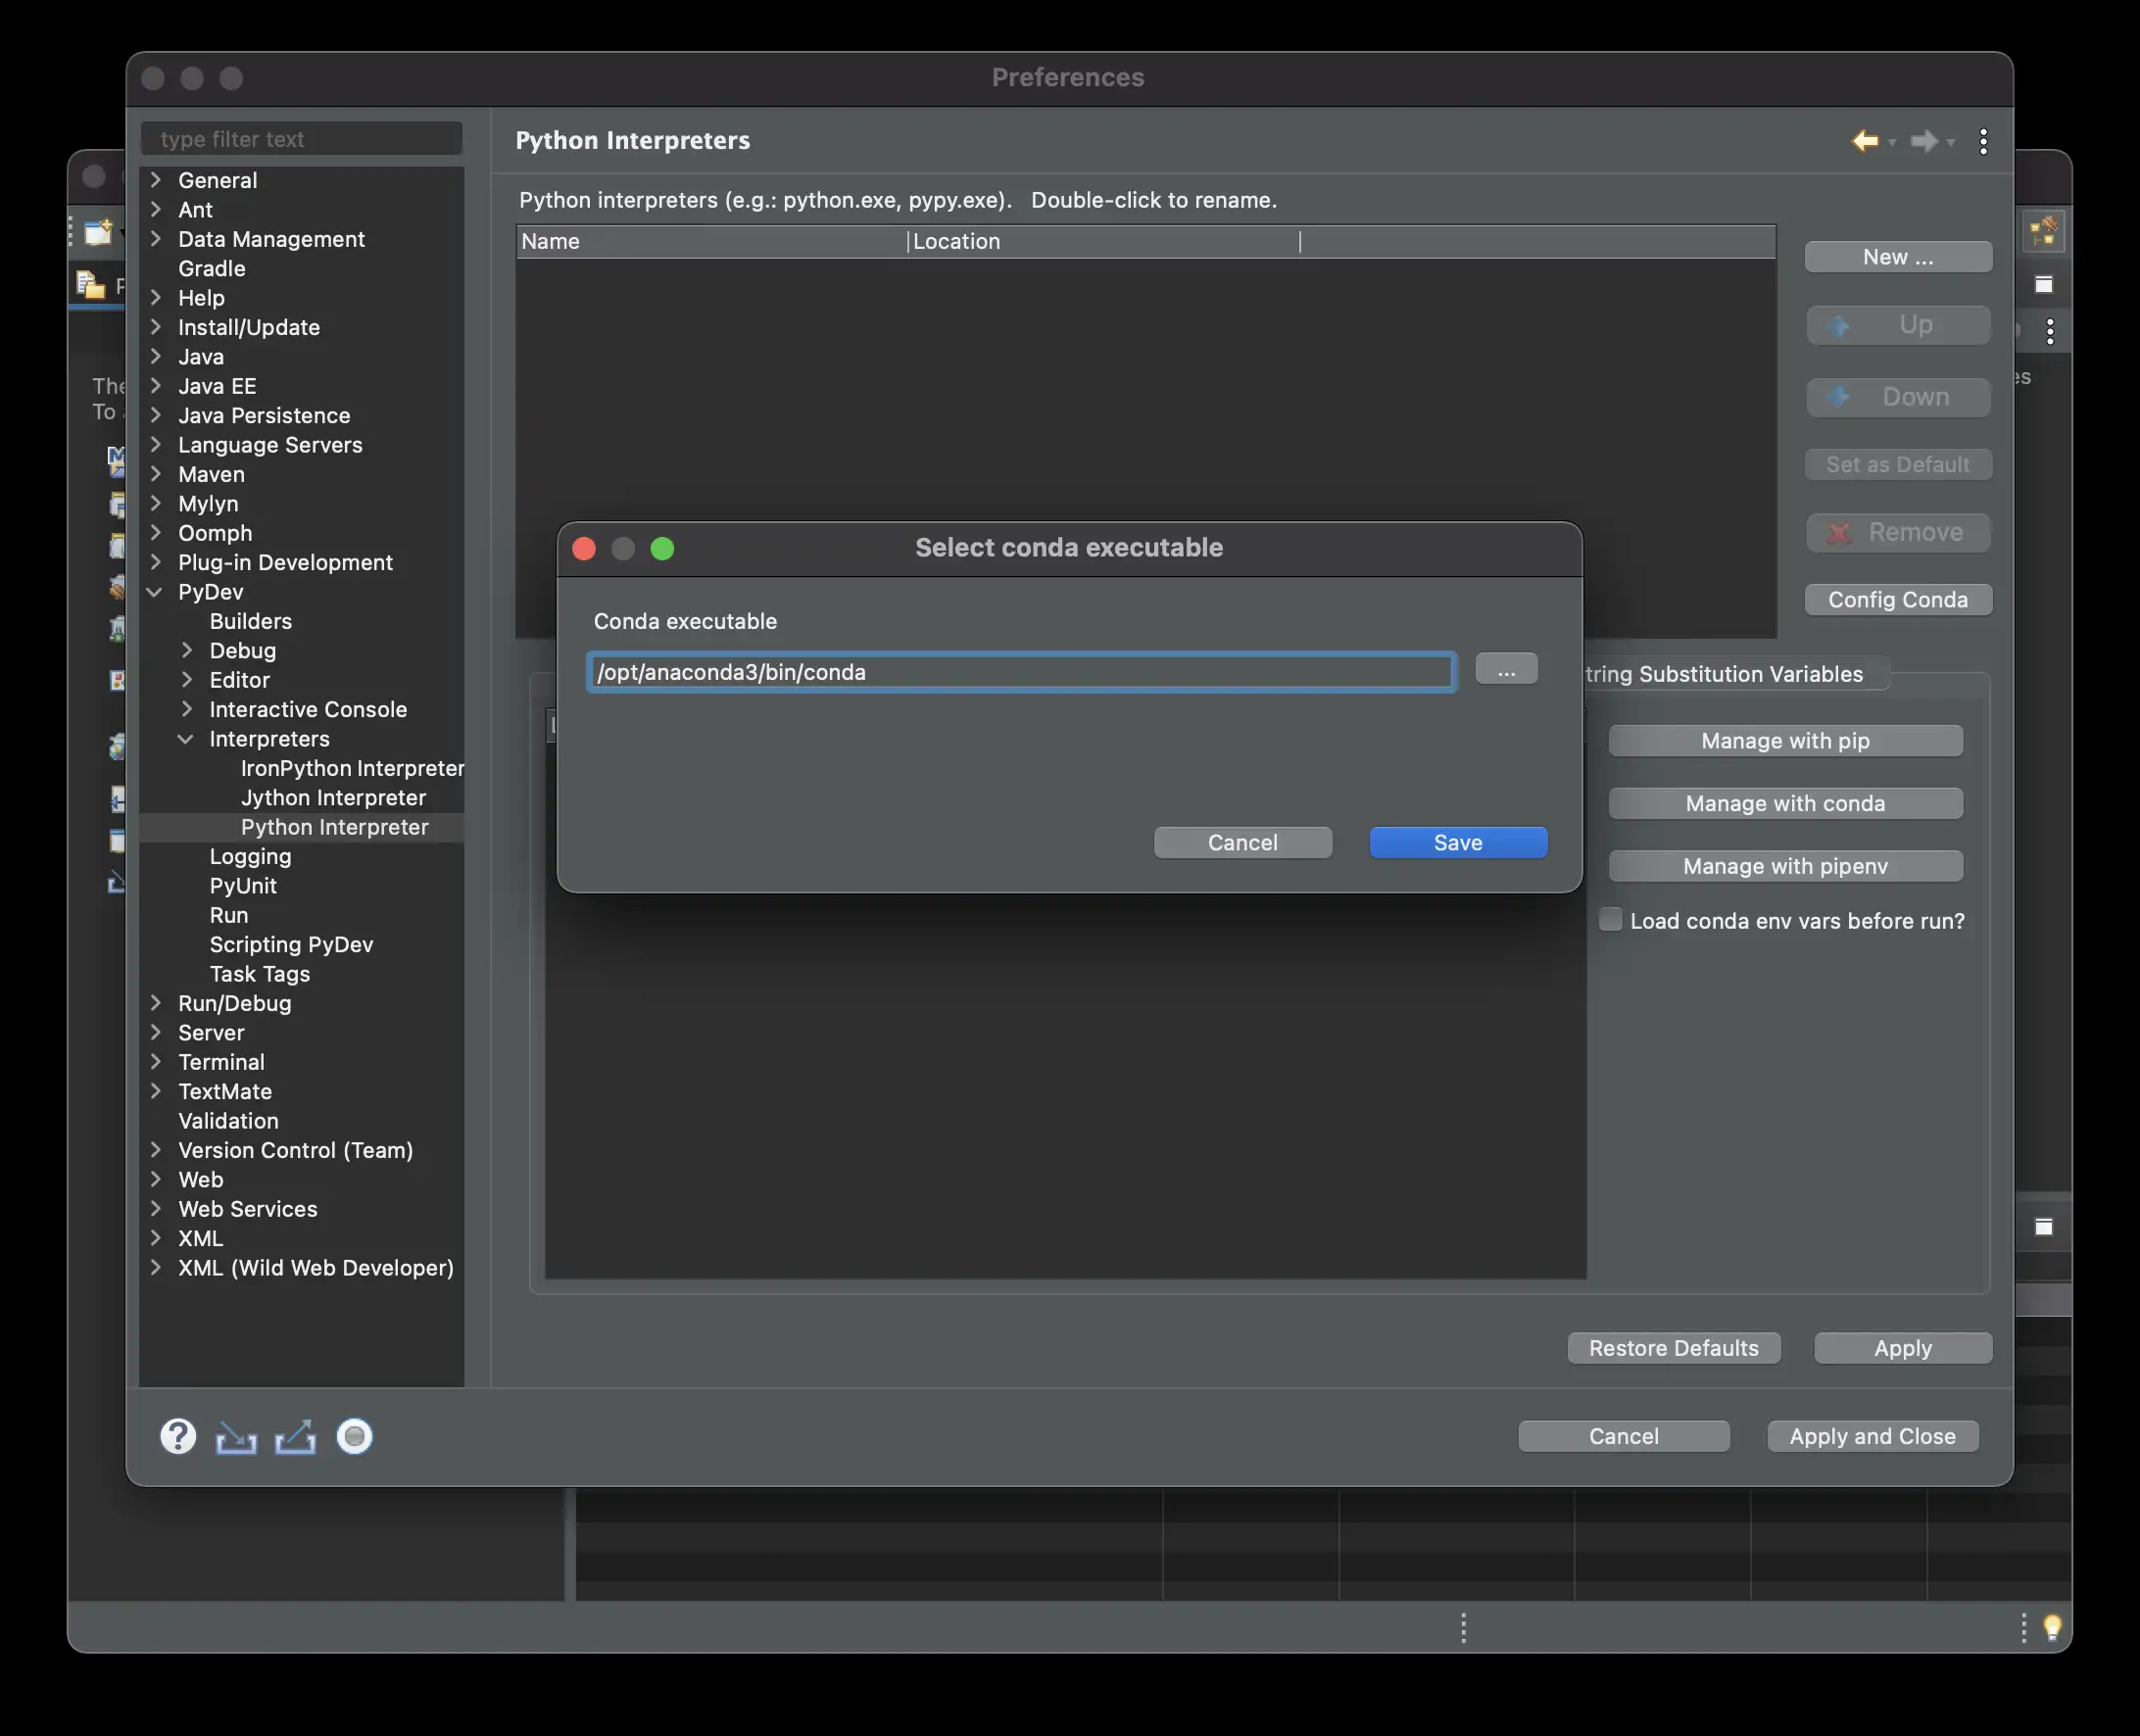 Preferences
type filter text
General
Ant
Data Management
Gradle
Help
Install/Update
Java
Java EE
Java Persistence
Language Servers
Maven
Mylyn
Oomph
Plug-in Development
PyDev
Builders
Debug
Editor
Interactive Console
Interpreters
IronPython Interpreter
Jython Interpreter
Python Interpreter
Logging
PyUnit
Run
Scripting PyDev
Task Tags
Run/Debug
Server
Terminal
TextMate
Validation
Version Control (Team)
Web
Web Services
XML
XML (Wild Web Developer)
Python Interpreters
Python interpreters (e.g.: python.exe, pypy.exe).   Double-click to rename.
Name Location
New ...
Up
Down
Set as Default
Remove
Config Conda
Select conda executable
Conda executable
/opt/anaconda3/bin/conda
...
Cancel Save
tring Substitution Variables
Manage with pip
Manage with conda
Manage with pipenv
Load conda env vars before run?
Restore Defaults Apply
Cancel Apply and Close
The
To
es